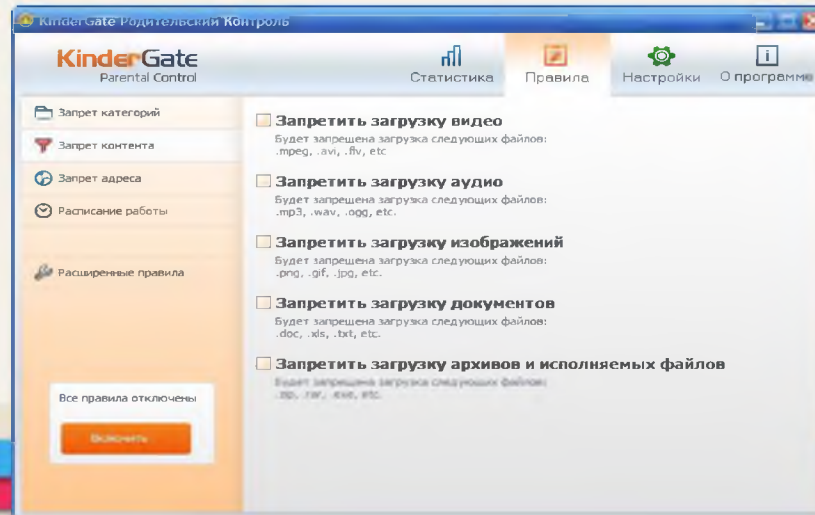 KinderGate Родительский Контроль
KinderGate
Parental Control
Статистика
Правила
Настройки
О программе
Запрет категорий
Запрет контента
Запрет адреса
Расписание работы
Расширенные правила
Все правила отключены
Включить
Запретить загрузку видео
Будет запрещена загрузка следующих файлов:
.mpeg, .avi, .flv, etc
Запретить загрузку аудио
Будет запрещена загрузка следующих файлов:
.mp3, .wav, .ogg, etc.
Запретить загрузку изображений
Будет запрещена загрузка следующих файлов:
.png, .gif, .jpg, etc.
Запретить загрузку документов
Будет запрещена загрузка следующих файлов:
.doc, .xls, .txt, etc.
Запретить загрузку архивов и исполняемых файлов
Будет запрещена загрузка следующих файлов:
.zip, .rar, .exe, etc.